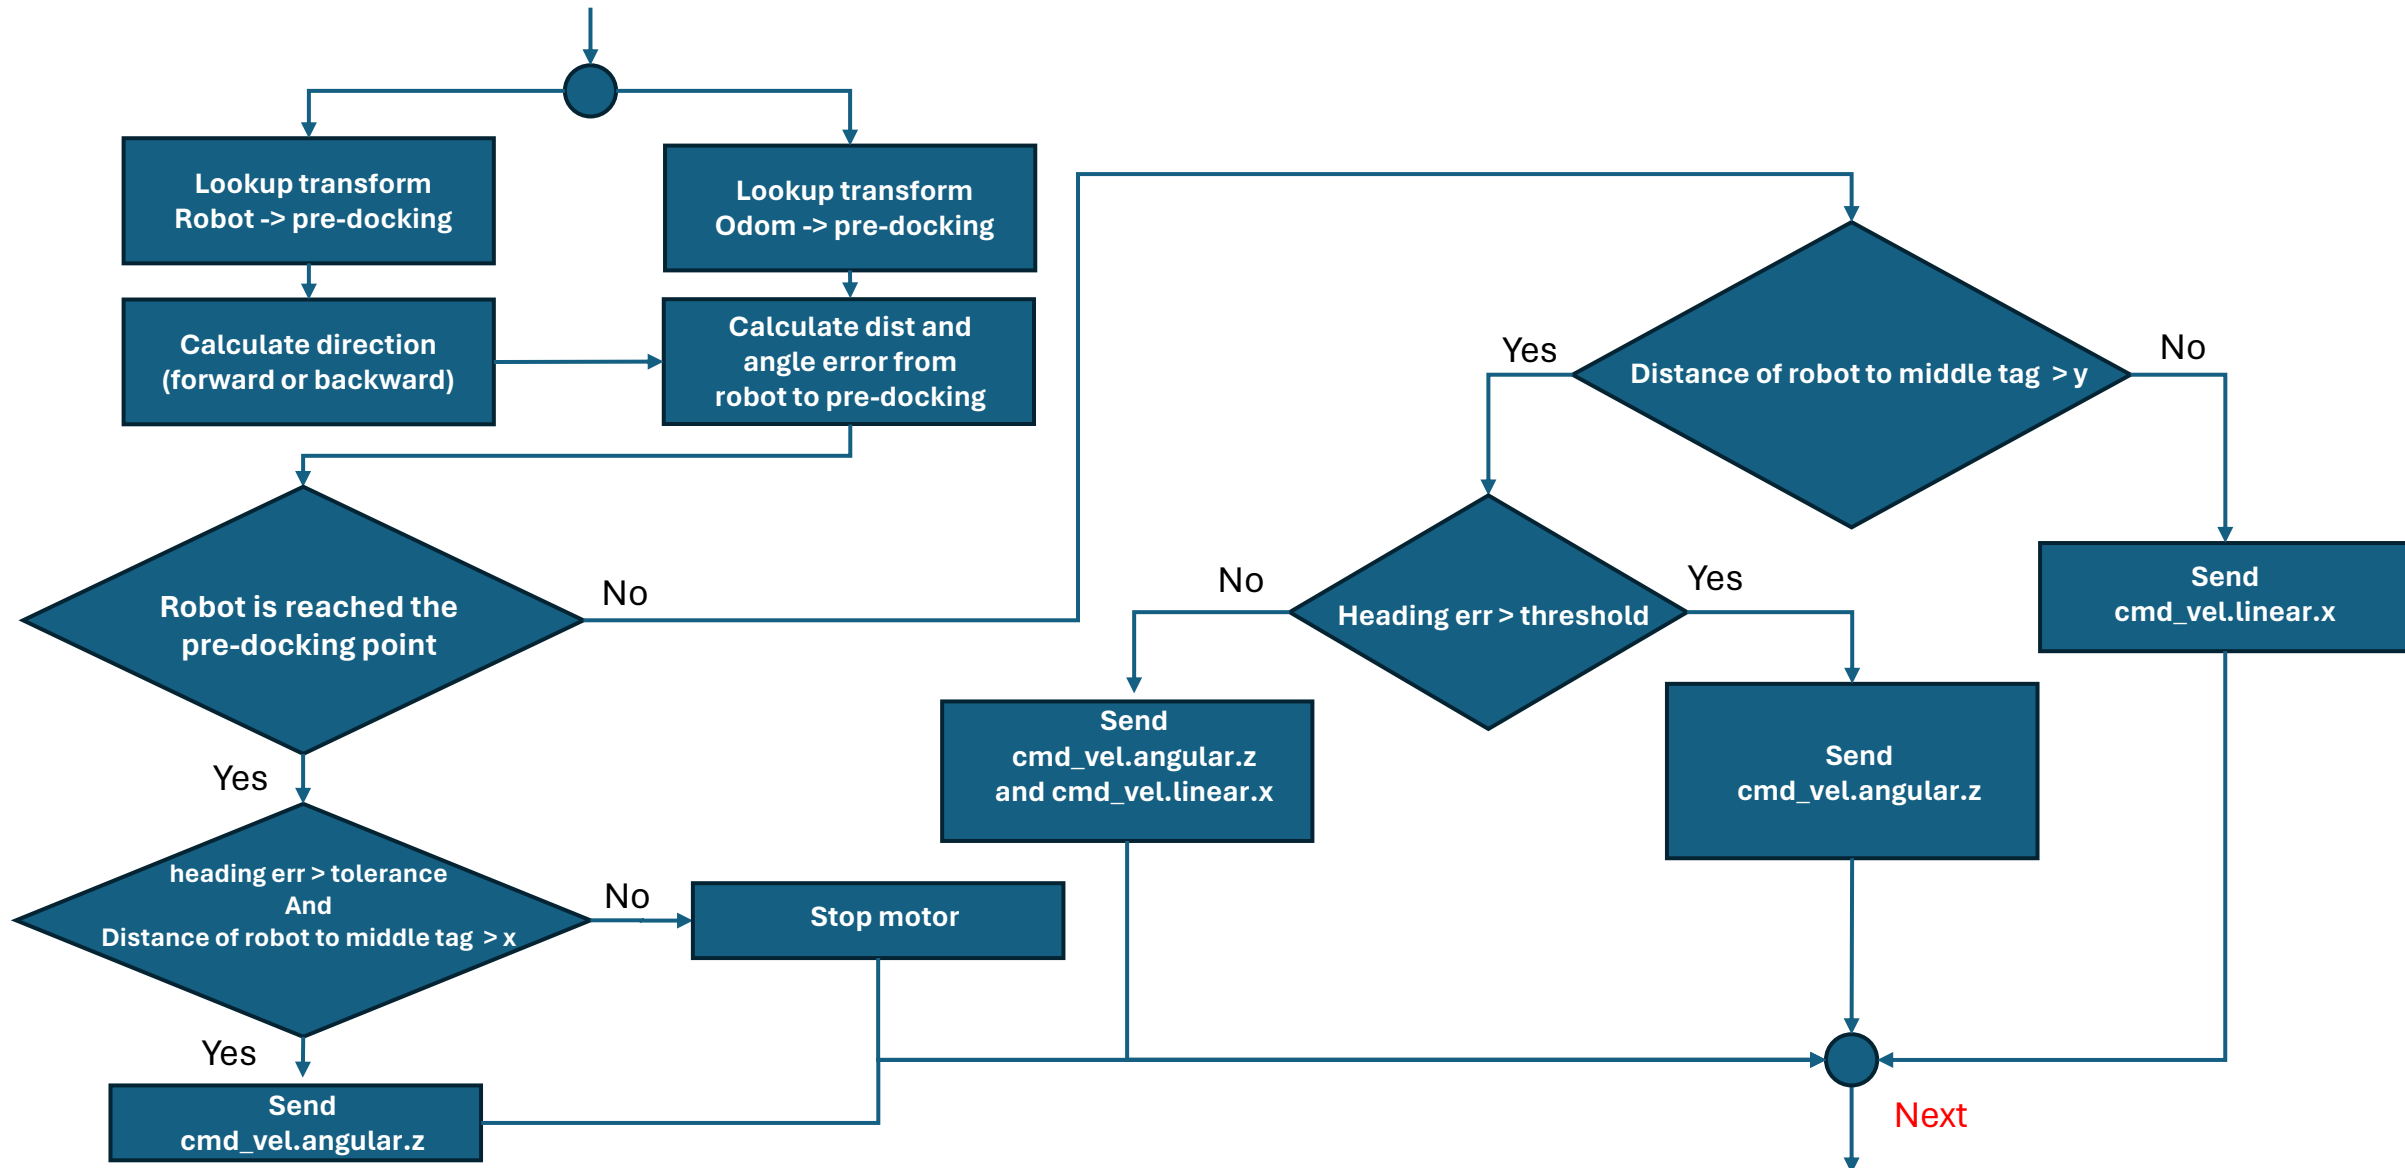 Lookup transform
Robot -> pre-docking
Lookup transform
Odom -> pre-docking
Calculate direction
(forward or backward)
Calculate dist and
angle error from
robot to pre-docking
Robot is reached the
pre-docking point
No
Yes
heading err > tolerance
And
Distance of robot to middle tag > x
No
Stop motor
Yes
Send
cmd_vel.angular.z
Distance of robot to middle tag > y
Yes
No
Heading err > threshold
No
Yes
Send
cmd_vel.angular.z
and cmd_vel.linear.x
Send
cmd_vel.angular.z
Send
cmd_vel.linear.x
Next